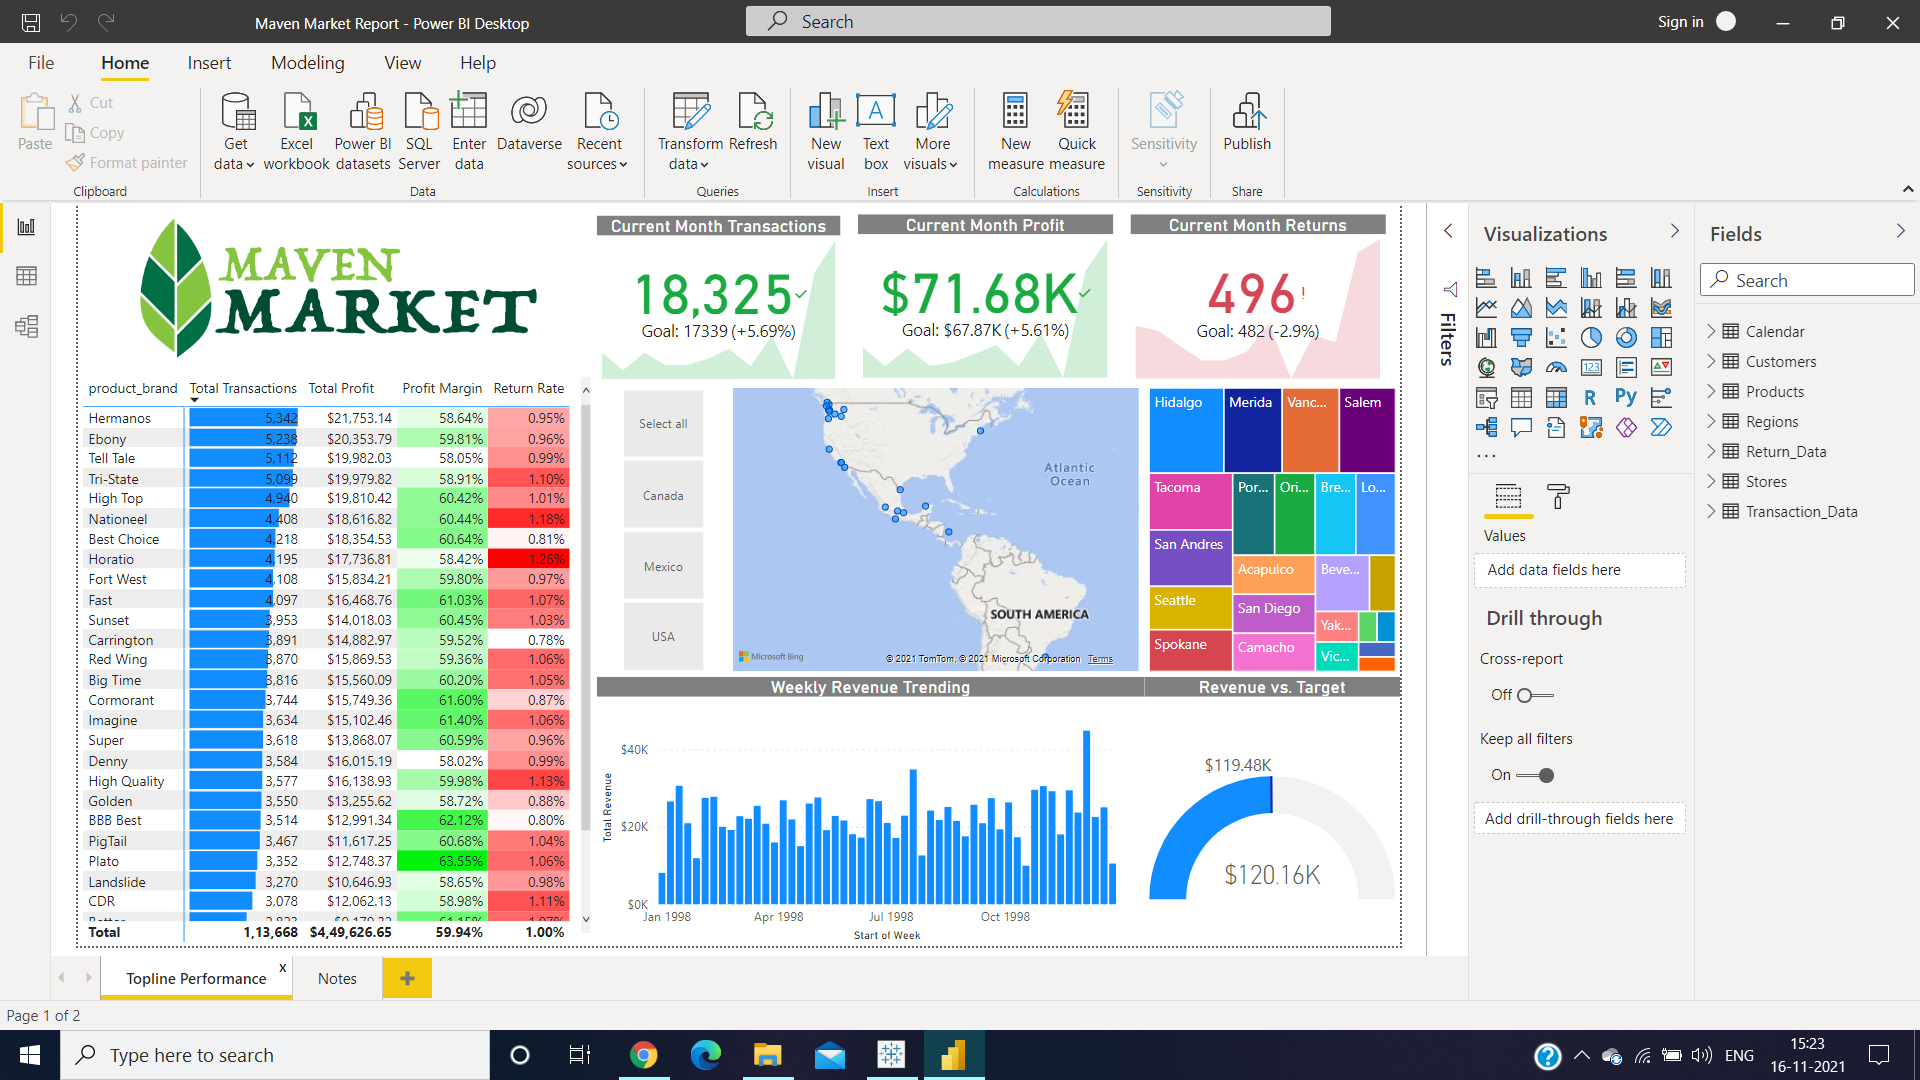 Maven Market Report - Power BI Desktop
Search
Sign in
File Home Insert Modeling View Help
Paste
Cut
Copy
Format painter
Clipboard
Get data
Excel workbook
Power BI datasets
SQL Server
Enter data
Dataverse
Recent sources
Data
Transform data
Refresh
Queries
New visual
Text box
More visuals
Insert
New measure
Quick measure
Calculations
Sensitivity
Sensitivity
Publish
Share
MAVEN
MARKET
Current Month Transactions
18,325
Goal: 17339 (+5.69%)
Current Month Profit
$71.68K
Goal: $67.87K (+5.61%)
Current Month Returns
496 !
Goal: 482 (-2.9%)
product_brand Total Transactions Total Profit Profit Margin Return Rate
Hermanos 5,342 $21,753.14 58.64% 0.95%
Ebony 5,238 $20,353.79 59.81% 0.96%
Tell Tale 5,112 $19,982.03 58.05% 0.99%
Tri-State 5,099 $19,979.82 58.91% 1.10%
High Top 4,940 $19,810.42 60.42% 1.01%
Nationeel 4,408 $18,616.82 60.44% 1.18%
Best Choice 4,218 $18,354.53 60.64% 0.81%
Horatio 4,195 $17,736.81 58.42% 1.26%
Fort West 4,108 $15,834.21 59.80% 0.97%
Fast 4,097 $16,468.76 61.03% 1.07%
Sunset 3,953 $14,018.03 60.45% 1.03%
Carrington 3,891 $14,882.97 59.52% 0.78%
Red Wing 3,870 $15,869.53 59.36% 1.06%
Big Time 3,816 $15,560.09 60.20% 1.05%
Cormorant 3,744 $15,749.36 61.60% 0.87%
Imagine 3,634 $15,102.46 61.40% 1.06%
Super 3,618 $13,868.07 60.59% 0.96%
Denny 3,584 $16,015.19 58.02% 0.99%
High Quality 3,577 $16,138.93 59.98% 1.13%
Golden 3,550 $13,255.62 58.72% 0.88%
BBB Best 3,514 $12,991.34 62.12% 0.80%
PigTail 3,467 $11,617.25 60.68% 1.04%
Plato 3,352 $12,748.37 63.55% 1.06%
Landslide 3,270 $10,646.93 58.65% 0.98%
CDR 3,078 $12,062.13 58.98% 1.11%
Total 1,13,668 $4,49,626.65 59.94% 1.00%
Select all
Canada
Mexico
USA
Atlantic Ocean
SOUTH AMERICA
Microsoft Bing
© 2021 TomTom, © 2021 Microsoft Corporation Terms
Hidalgo
Merida
Vanc...
Salem
Tacoma
Por...
Ori...
Bre...
Lo...
San Andres
Acapulco
Beve...
Seattle
San Diego
Yak...
Spokane
Camacho
Vic...
Weekly Revenue Trending
Total Revenue
$40K
$20K
$0K
Jan 1998 Apr 1998 Jul 1998 Oct 1998
Start of Week
Revenue vs. Target
$119.48K
$120.16K
Filters
Visualizations
123
R
Py
...
Values
Add data fields here
Drill through
Cross-report
Off
Keep all filters
On
Add drill-through fields here
Fields
Search
Calendar
Customers
Products
Regions
Return_Data
Stores
Transaction_Data
Topline Performance x
Notes
+
Page 1 of 2
Type here to search
ENG
15:23
16-11-2021